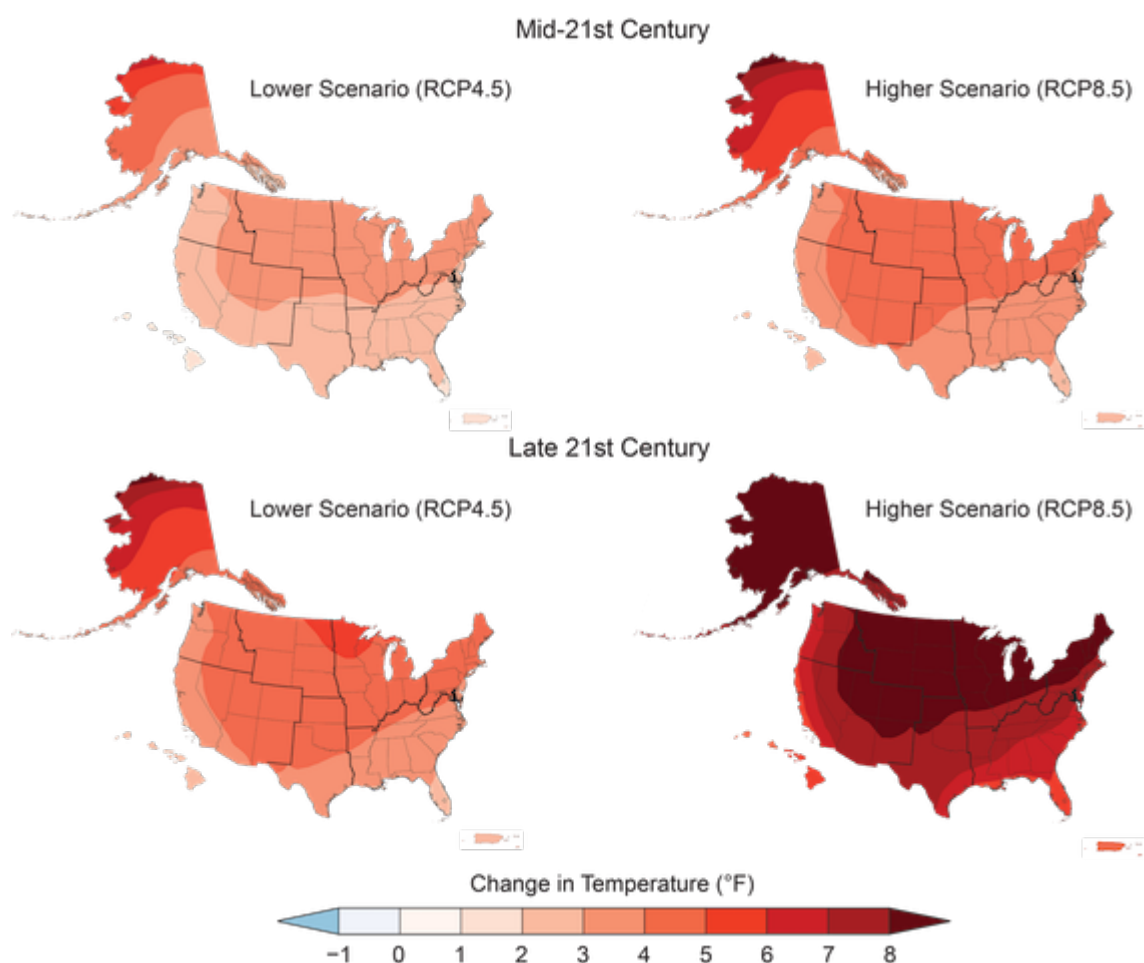 Mid-21st Century
Lower Scenario (RCP4.5)
Higher Scenario (RCP8.5)
Late 21st Century
Lower Scenario (RCP4.5)
Higher Scenario (RCP8.5)
Change in Temperature (°F)
−1 0 1 2 3 4 5 6 7 8